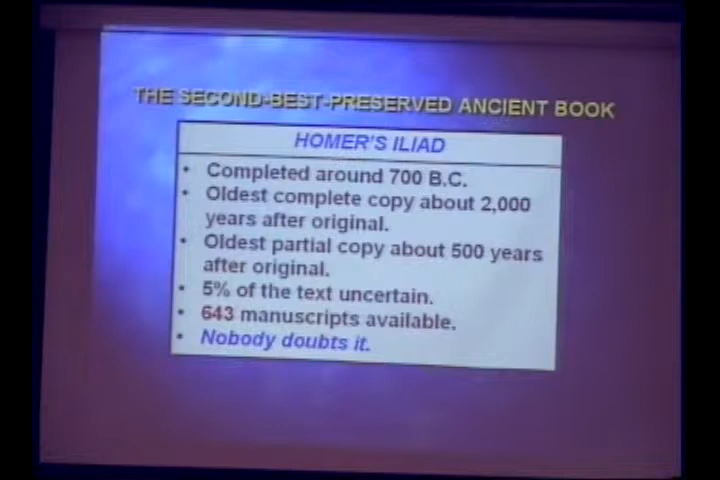 THE SECOND-BEST-PRESERVED ANCIENT BOOK
HOMER'S ILIAD
• Completed around 700 B.C.
• Oldest complete copy about 2,000
years after original.
• Oldest partial copy about 500 years
after original.
• 5% of the text uncertain.
• 643 manuscripts available.
• Nobody doubts it.